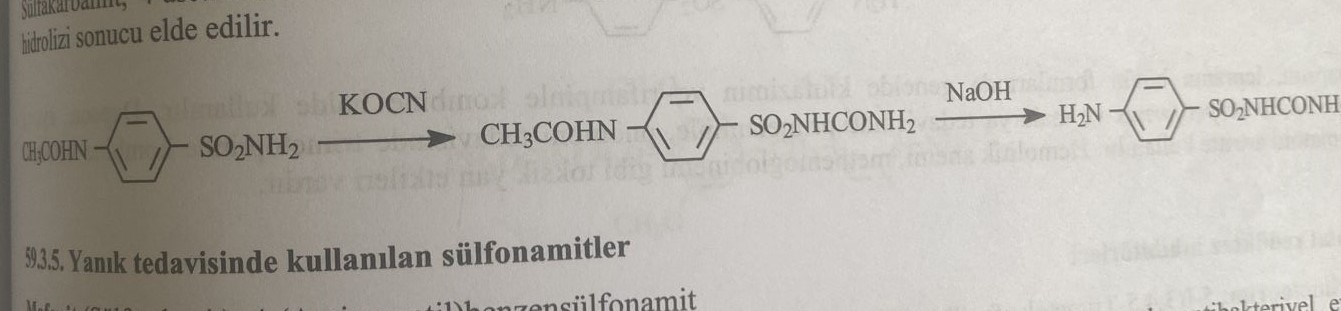 hidrolizi sonucu elde edilir.
KOCN
NaOH
CH₃COHN SO₂NH₂ CH₃COHN SO₂NHCONH₂ H₂N SO₂NHCONH
59.3.5. Yanık tedavisinde kullanılan sülfonamitler